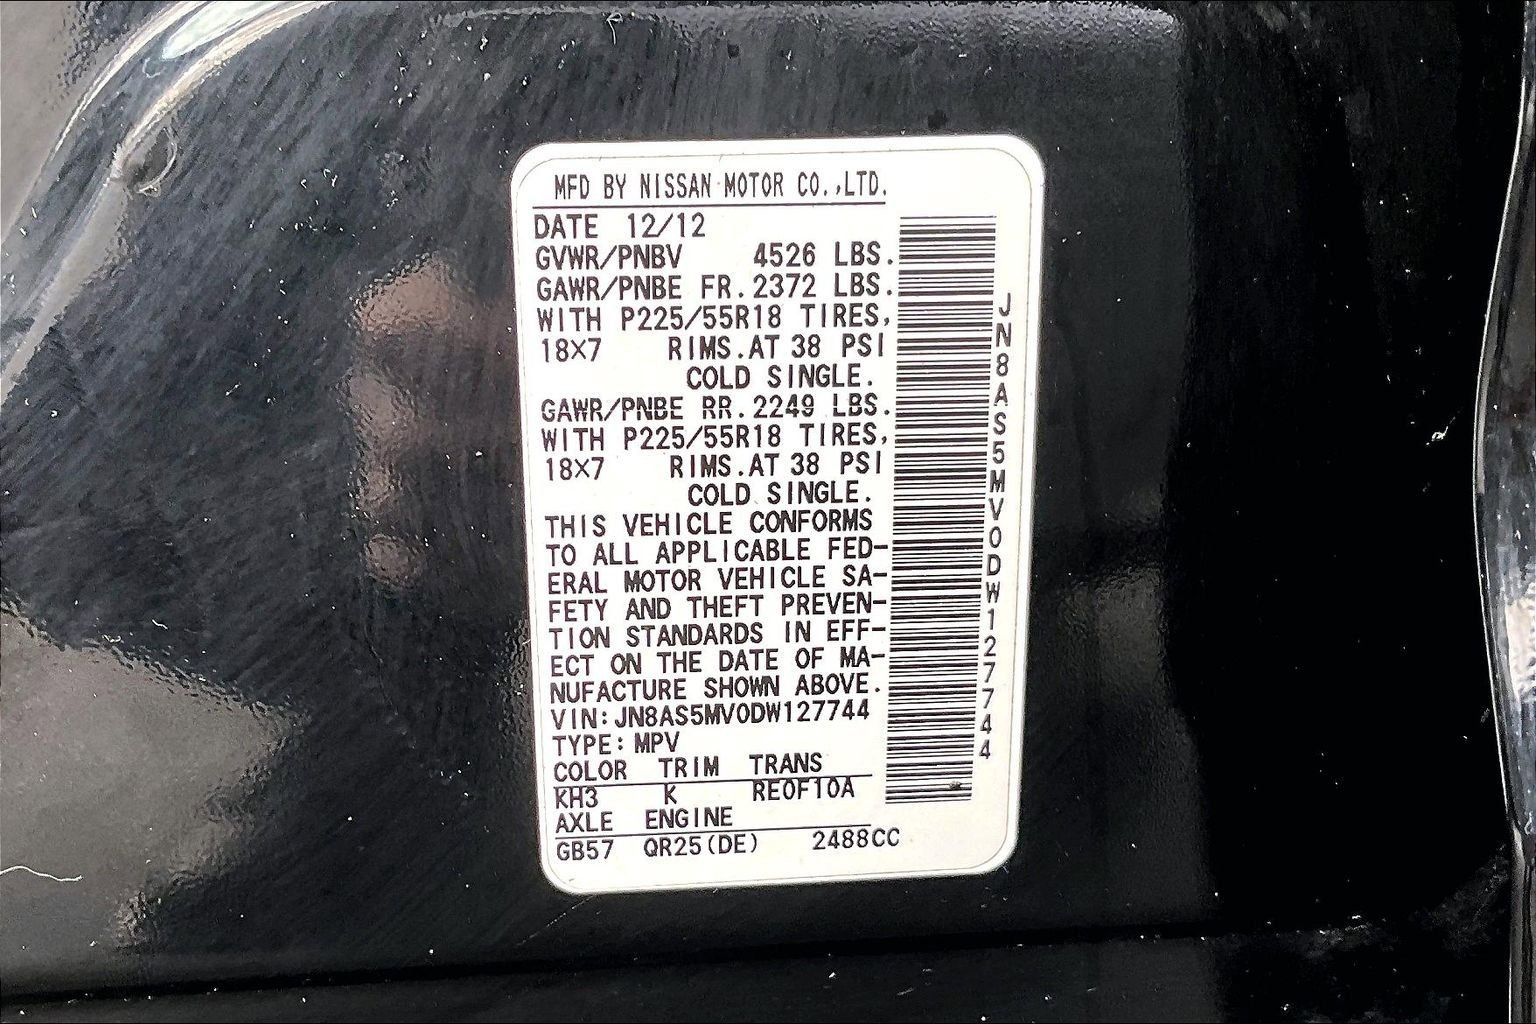 MFD BY NISSAN MOTOR CO.,LTD.
DATE 12/12
GVWR/PNBV 4526 LBS.
GAWR/PNBE FR.2372 LBS.
WITH P225/55R18 TIRES,
18X7 RIMS.AT 38 PSI
COLD SINGLE.
GAWR/PNBE RR.2249 LBS.
WITH P225/55R18 TIRES,
18X7 RIMS.AT 38 PSI
COLD SINGLE.
THIS VEHICLE CONFORMS
TO ALL APPLICABLE FED-
ERAL MOTOR VEHICLE SA-
FETY AND THEFT PREVEN-
TION STANDARDS IN EFF-
ECT ON THE DATE OF MA-
NUFACTURE SHOWN ABOVE.
VIN:JN8AS5MV0DW127744
TYPE:MPV
COLOR TRIM TRANS
KH3 K RE0F10A
AXLE ENGINE
GB57 QR25(DE) 2488CC
JN8AS5MV0DW127744